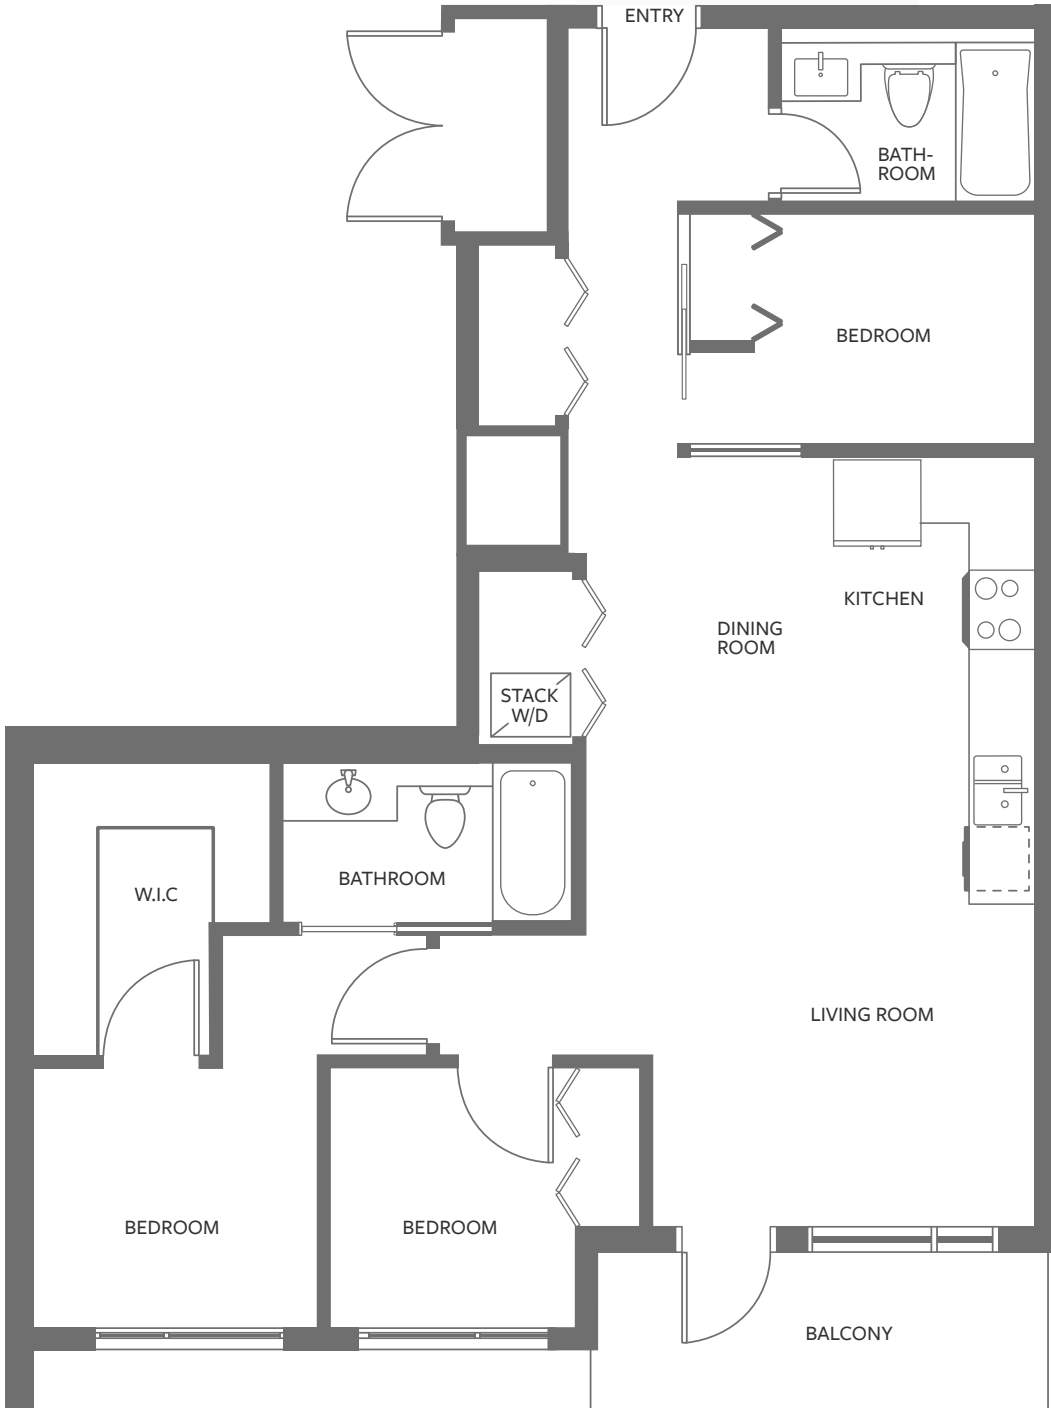 ENTRY
BATH-
ROOM
BEDROOM
KITCHEN
DINING
ROOM
STACK
W/D
BATHROOM
W.I.C
LIVING ROOM
BEDROOM
BEDROOM
BALCONY